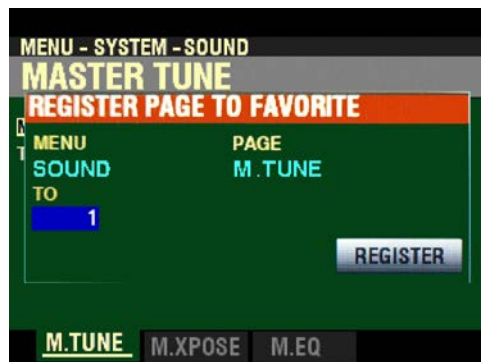 MENU - SYSTEM - SOUND
MASTER TUNE
REGISTER PAGE TO FAVORITE
MENU PAGE
SOUND M.TUNE
TO
1
REGISTER
M.TUNE M.XPOSE M.EQ